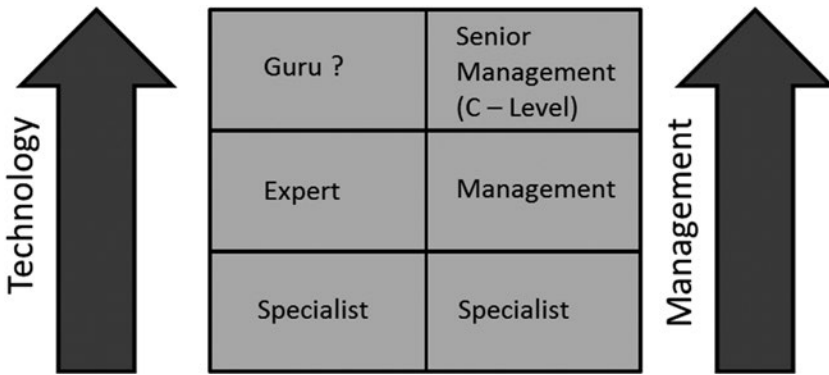 Technology
Guru ?
Senior
Management
(C – Level)
Expert
Management
Specialist
Specialist
Management